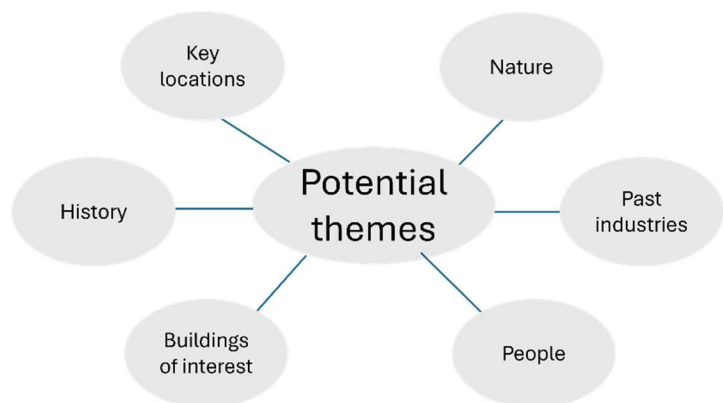 Key
locations
Nature
Potential
themes
History
Past
industries
Buildings
of interest
People